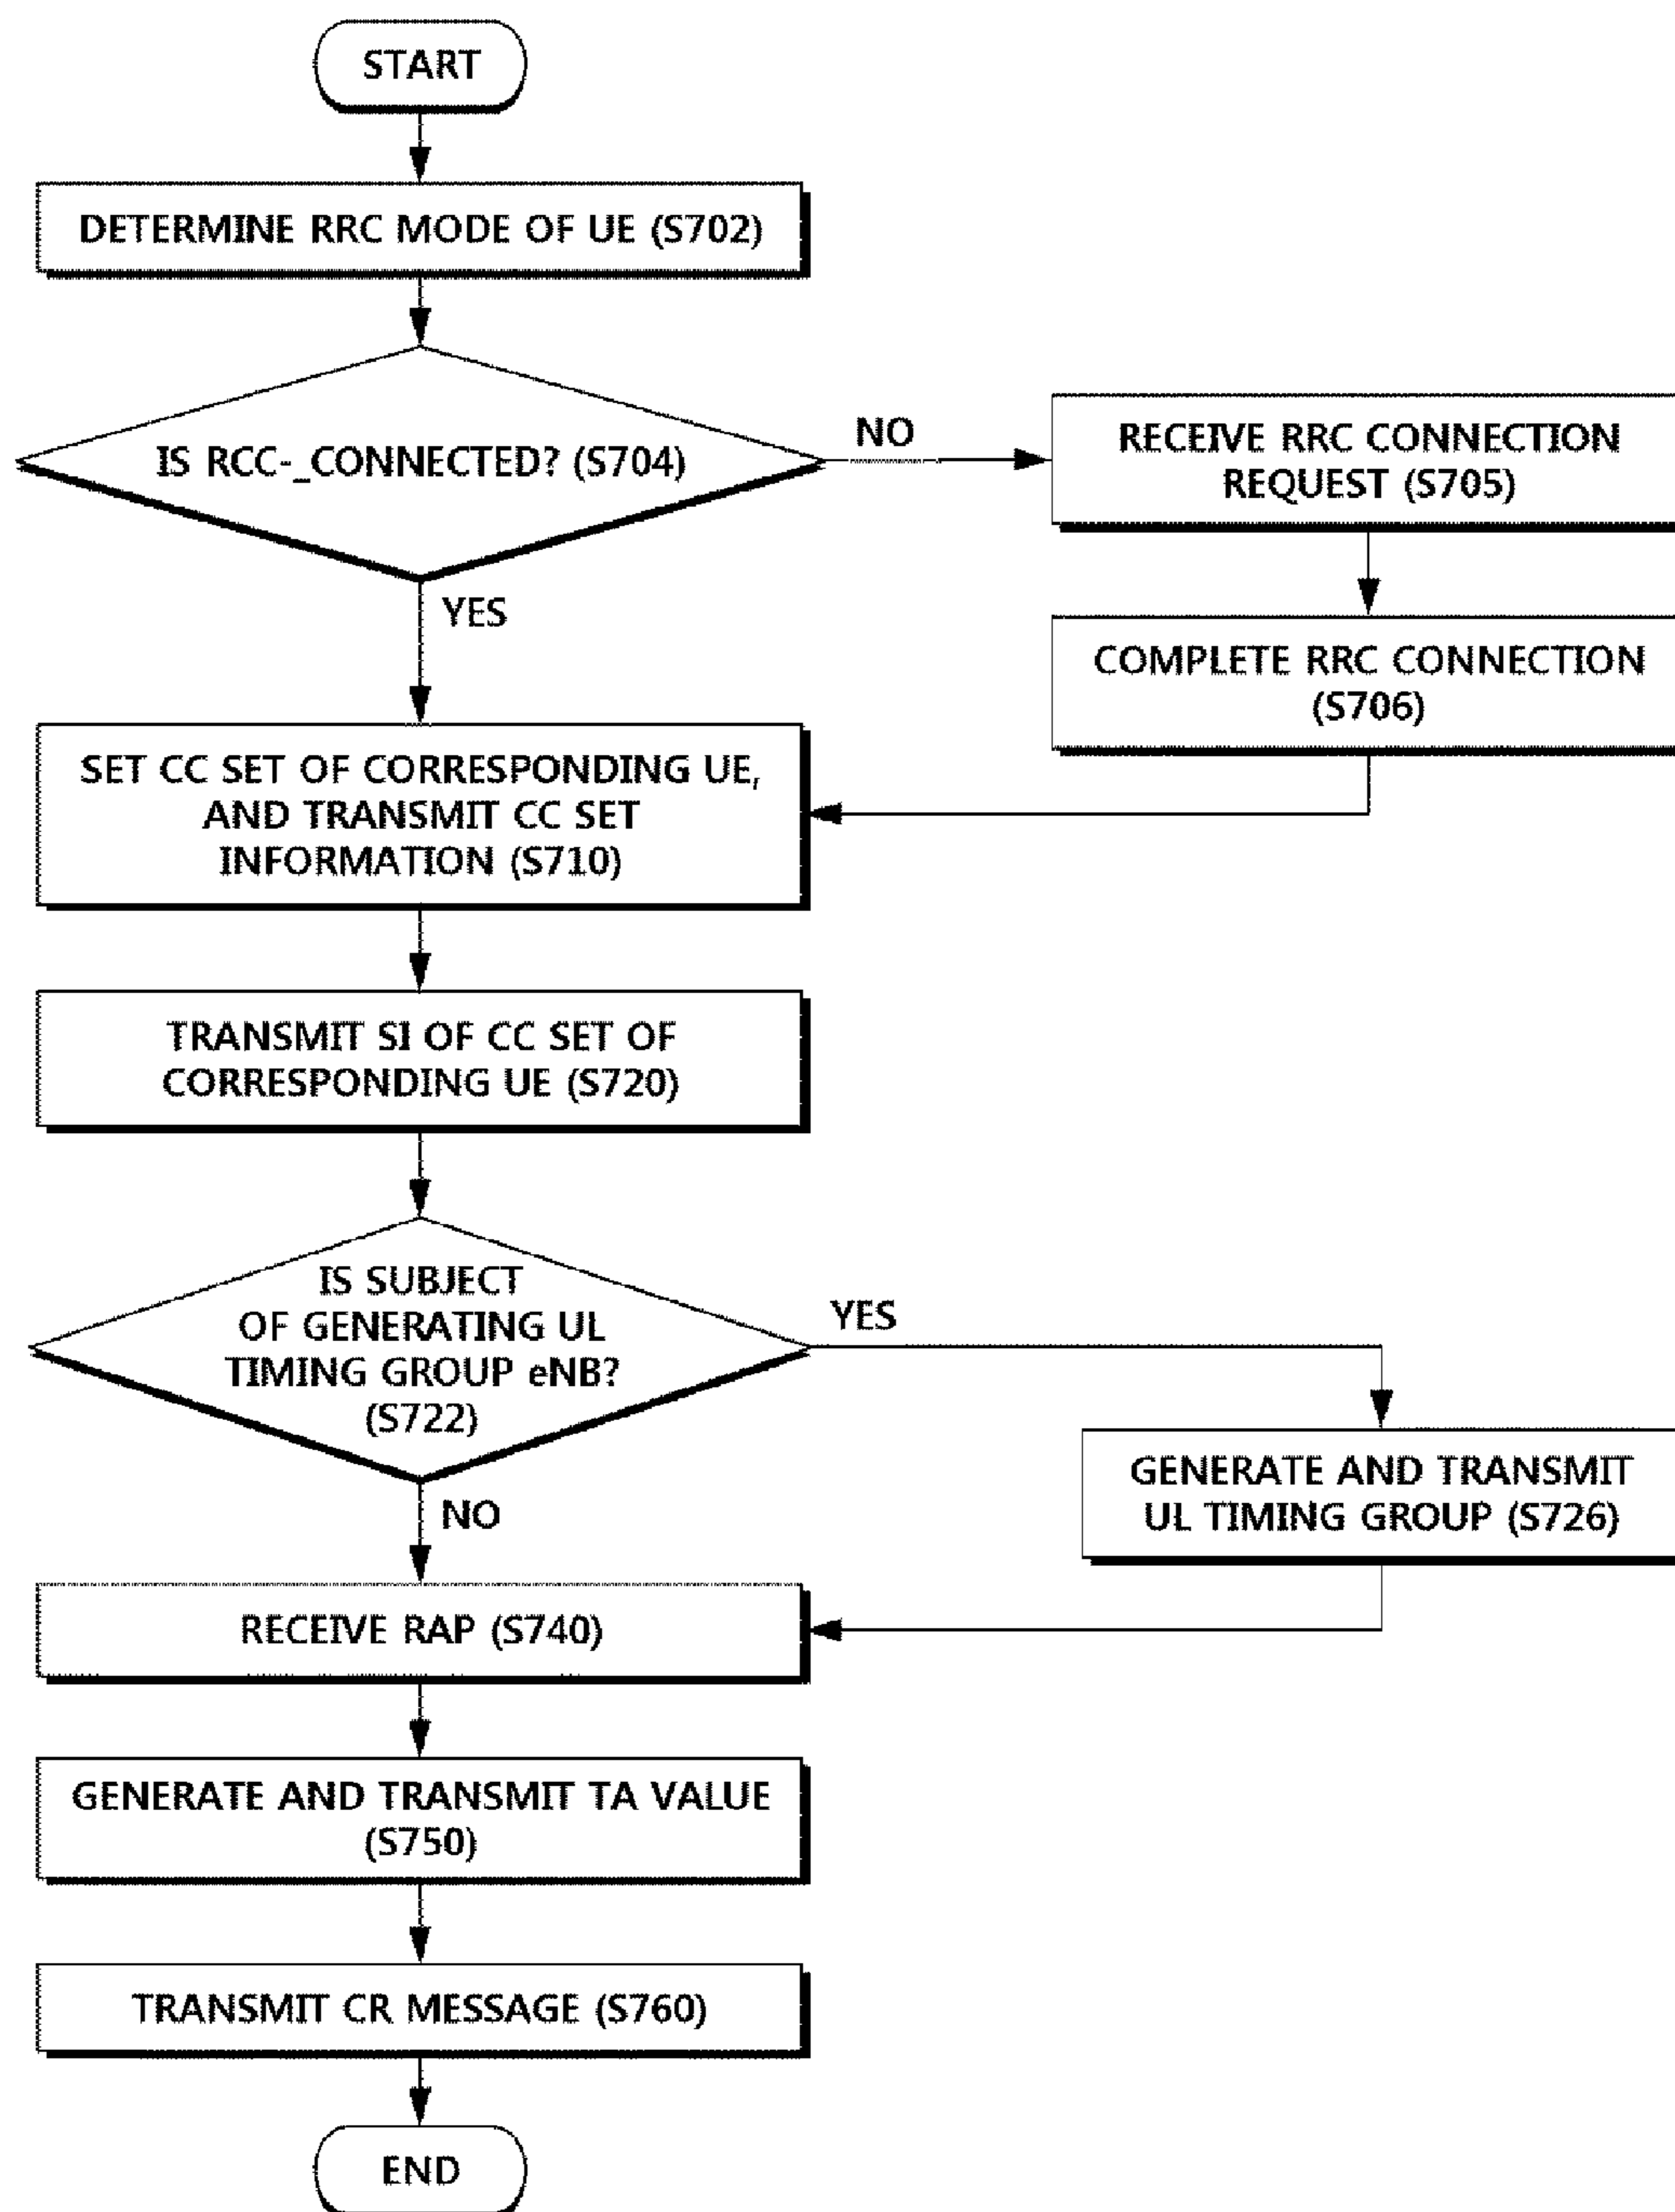 START
DETERMINE RRC MODE OF UE (S702)
IS RCC-_CONNECTED? (S704)
NO
RECEIVE RRC CONNECTION
REQUEST (S705)
YES
COMPLETE RRC CONNECTION
(S706)
SET CC SET OF CORRESPONDING UE,
AND TRANSMIT CC SET
INFORMATION (S710)
TRANSMIT SI OF CC SET OF
CORRESPONDING UE (S720)
IS SUBJECT
OF GENERATING UL
TIMING GROUP eNB?
(S722)
YES
GENERATE AND TRANSMIT
UL TIMING GROUP (S726)
NO
RECEIVE RAP (S740)
GENERATE AND TRANSMIT TA VALUE
(S750)
TRANSMIT CR MESSAGE (S760)
END